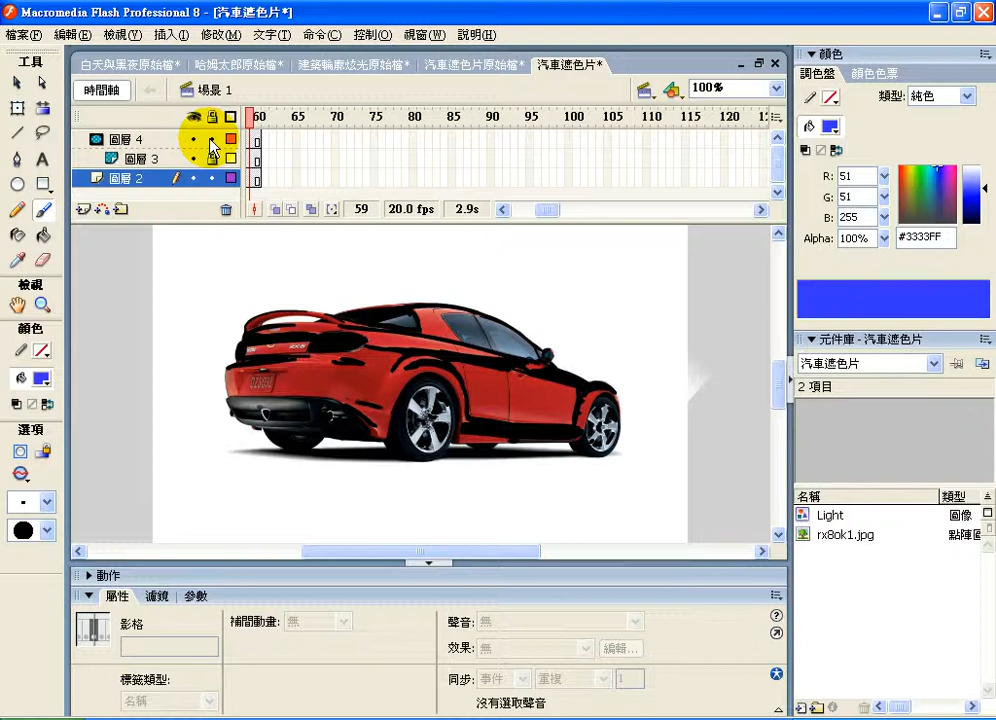 Macromedia Flash Professional 8 - [汽車遮色片*]
檔案(F) 編輯(E) 檢視(V) 插入(I) 修改(M) 文字(T) 命令(C) 控制(O) 視窗(W) 說明(H)
工具
檢視
顏色
選項
白天與黑夜原始檔* 哈姆太郎原始檔* 建築輪廓炫光原始檔* 汽車遮色片原始檔* 汽車遮色片*
時間軸 場景 1 100%
60 65 70 75 80 85 90 95 100 105 110 115 120
圖層 4
圖層 3
圖層 2
59 20.0 fps 2.9s
動作
屬性 濾鏡 參數
影格 補間動畫: 無 聲音: 無
效果: 無 編輯...
標籤類型: 同步: 事件 重複 1
名稱 沒有選取聲音
顏色
調色盤 顏色色票
類型: 純色
R: 51
G: 51
B: 255
Alpha: 100% #3333FF
元件庫 - 汽車遮色片
汽車遮色片
2 項目
名稱 類型
Light 圖像
rx8ok1.jpg 點陣圖